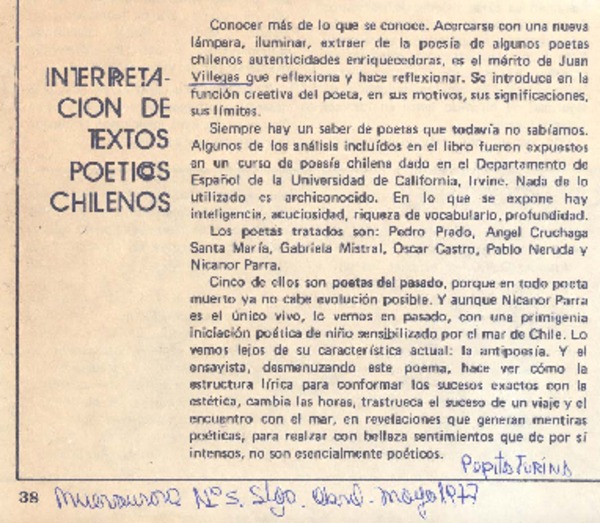 INTERPRETA-
CION DE
TEXTOS
POETICOS
CHILENOS
Conocer más de lo que se conoce. Acercarse con una nueva
lámpara, iluminar, extraer de la poesía de algunos poetas
chilenos autenticidades enriquecedoras, es el mérito de Juan
Villegas que reflexiona y hace reflexionar. Se introduce en la
función creativa del poeta, en sus motivos, sus significaciones,
sus límites.
Siempre hay un saber de poetas que todavía no sabíamos.
Algunos de los análisis incluídos en el libro fueron expuestos
en un curso de poesía chilena dado en el Departamento de
Español de la Universidad de California, Irvine. Nada de lo
utilizado es archiconocido. En lo que se expone hay
inteligencia, acuciosidad, riqueza de vocabulario, profundidad.
Los poetas tratados son: Pedro Prado, Angel Cruchaga
Santa María, Gabriela Mistral, Oscar Castro, Pablo Neruda y
Nicanor Parra.
Cinco de ellos son poetas del pasado, porque en todo poeta
muerto ya no cabe evolución posible. Y aunque Nicanor Parra
es el único vivo, lo vemos en pasado, con una primigenia
iniciación poética de niño sensibilizado por el mar de Chile. Lo
vemos lejos de su característica actual: la antipoesía. Y el
ensayista, desmenuzando este poema, hace ver cómo la
estructura lírica para conformar los sucesos exactos con la
estética, cambia las horas, trastrueca el suceso de un viaje y el
encuentro con el mar, en revelaciones que generan mentiras
poéticas, para realzar con belleza sentimientos que de por sí
intensos, no son esencialmente poéticos.
Pepita Turina
38 Nº 5. Stgo. abril-mayo 1977